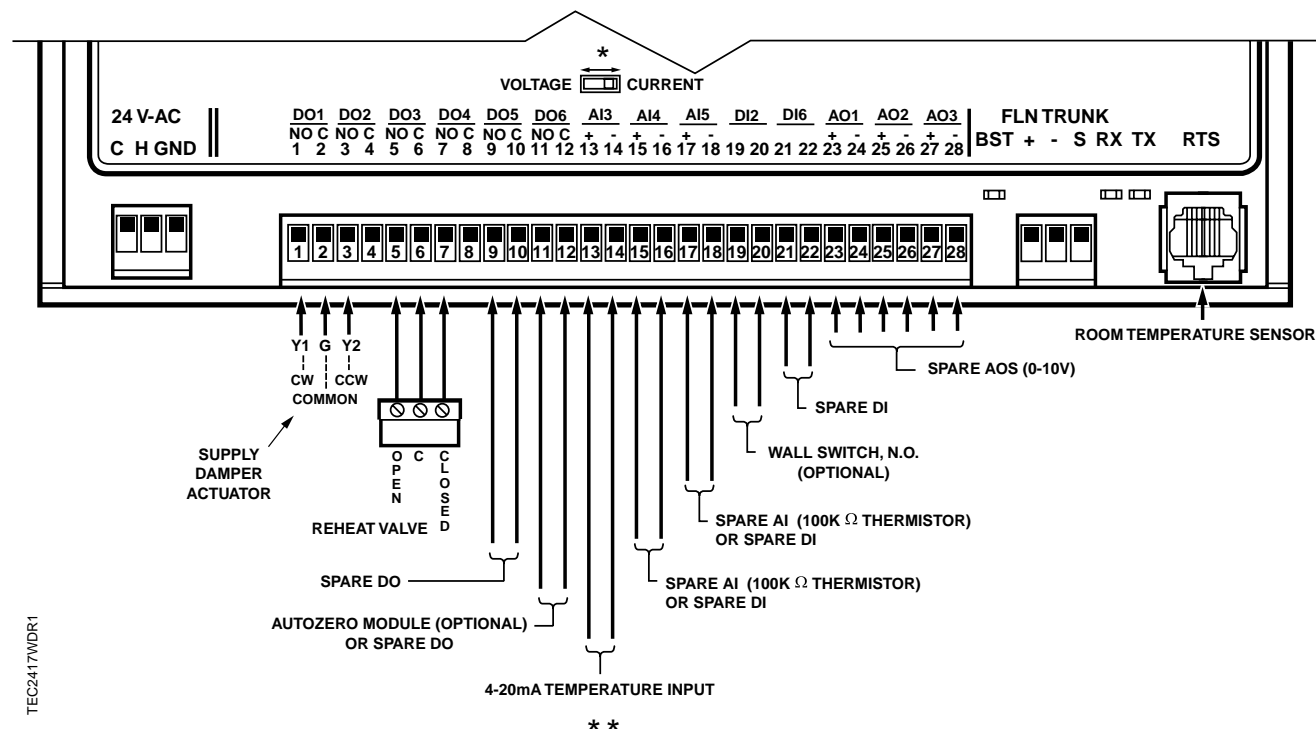 *
VOLTAGE CURRENT
24 V-AC
C H GND
DO1 DO2 DO3 DO4 DO5 DO6 AI3 AI4 AI5 DI2 DI6 AO1 AO2 AO3
NO C NO C NO C NO C NO C NO C + - + - + - + - + - + -
1 2 3 4 5 6 7 8 9 10 11 12 13 14 15 16 17 18 19 20 21 22 23 24 25 26 27 28
FLN TRUNK
BST + - S RX TX RTS
1 2 3 4 5 6 7 8 9 10 11 12 13 14 15 16 17 18 19 20 21 22 23 24 25 26 27 28
Y1 G Y2
CW CCW
COMMON
SUPPLY
DAMPER
ACTUATOR
OPEN
C
CLOSED
REHEAT VALVE
SPARE DO
AUTOZERO MODULE (OPTIONAL)
OR SPARE DO
4-20mA TEMPERATURE INPUT
**
SPARE AI (100K Ω THERMISTOR)
OR SPARE DI
SPARE AI (100K Ω THERMISTOR)
OR SPARE DI
WALL SWITCH, N.O.
(OPTIONAL)
SPARE DI
SPARE AOS (0-10V)
ROOM TEMPERATURE SENSOR
TEC2417WDR1